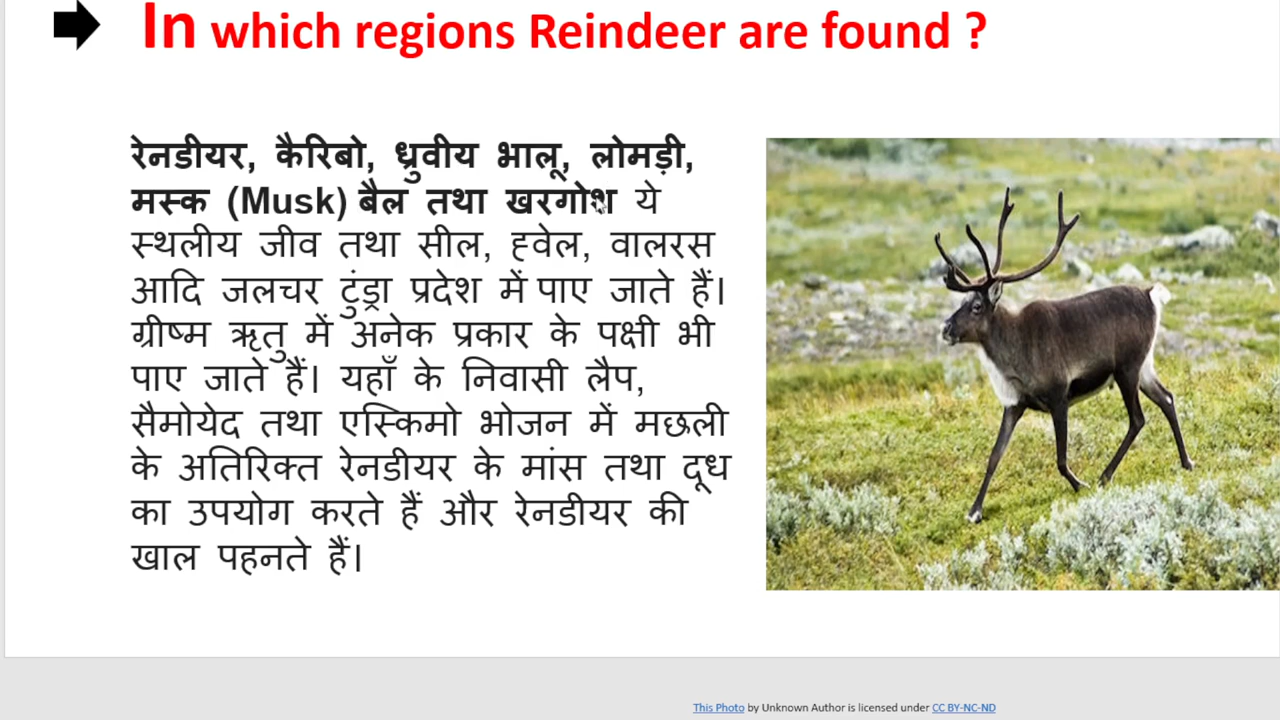 In which regions Reindeer are found ?
रेनडीयर, कैरिबो, ध्रुवीय भालू, लोमड़ी,
मस्क (Musk) बैल तथा खरगोश ये
स्थलीय जीव तथा सील, ह्वेल, वालरस
आदि जलचर टुंड्रा प्रदेश में पाए जाते हैं।
ग्रीष्म ऋतु में अनेक प्रकार के पक्षी भी
पाए जाते हैं। यहाँ के निवासी लैप,
सैमोयेद तथा एस्किमो भोजन में मछली
के अतिरिक्त रेनडीयर के मांस तथा दूध
का उपयोग करते हैं और रेनडीयर की
खाल पहनते हैं।
This Photo by Unknown Author is licensed under CC BY-NC-ND